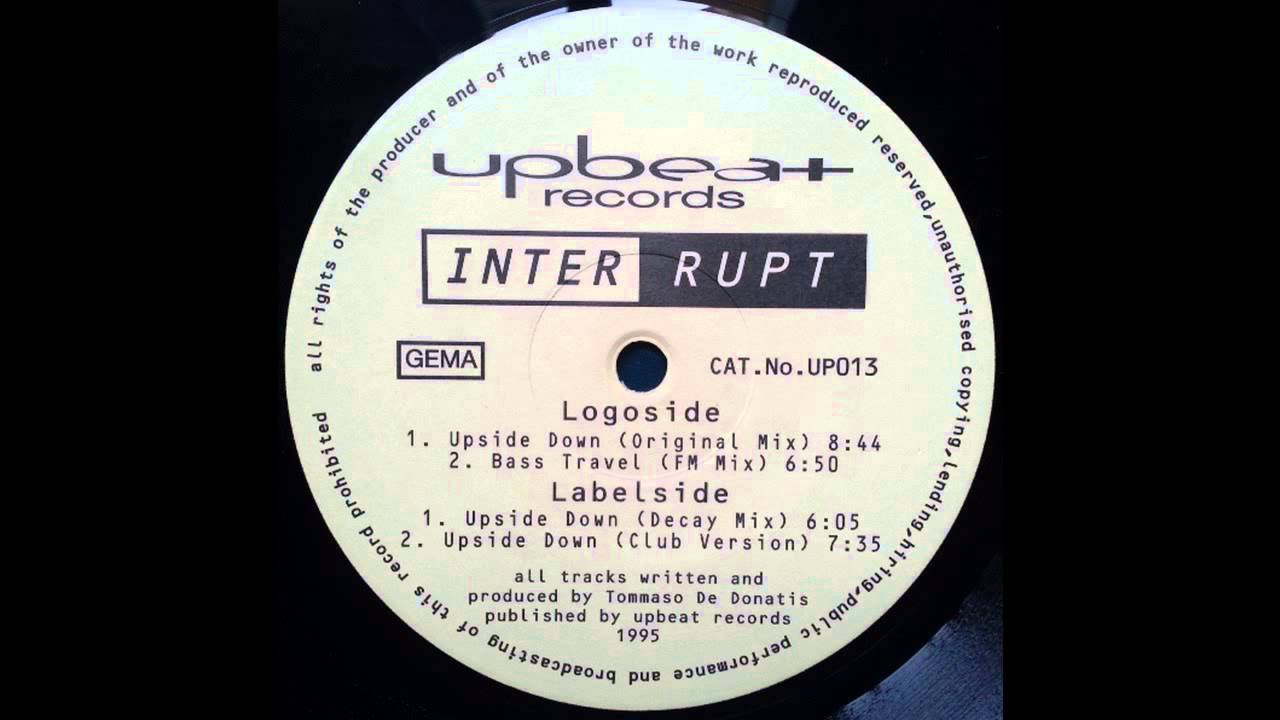 all rights of the producer and of the owner of the work reproduced reserved,unauthorised copying,lending,hiring,public performance and broadcasting of this record prohibited
upbeat
records
INTER RUPT
GEMA
CAT.No.UP013
Logoside
1. Upside Down (Original Mix) 8:44
2. Bass Travel (FM Mix) 6:50
Labelside
1. Upside Down (Decay Mix) 6:05
2. Upside Down (Club Version) 7:35
all tracks written and
produced by Tommaso De Donatis
published by upbeat records
1995